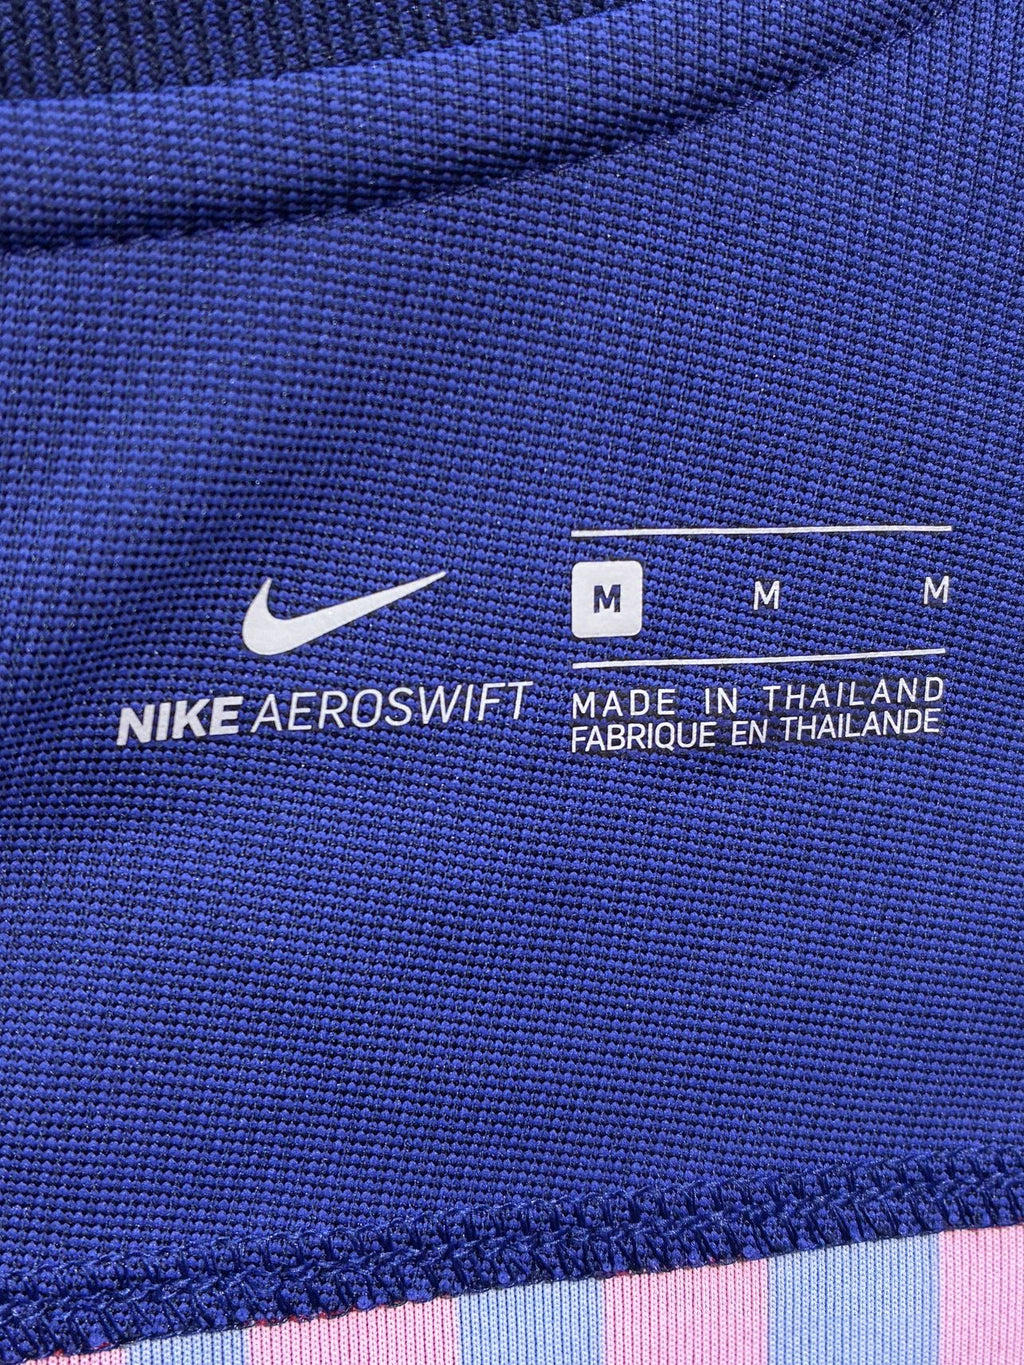 NIKE AEROSWIFT
M M M
MADE IN THAILAND
FABRIQUE EN THAILANDE